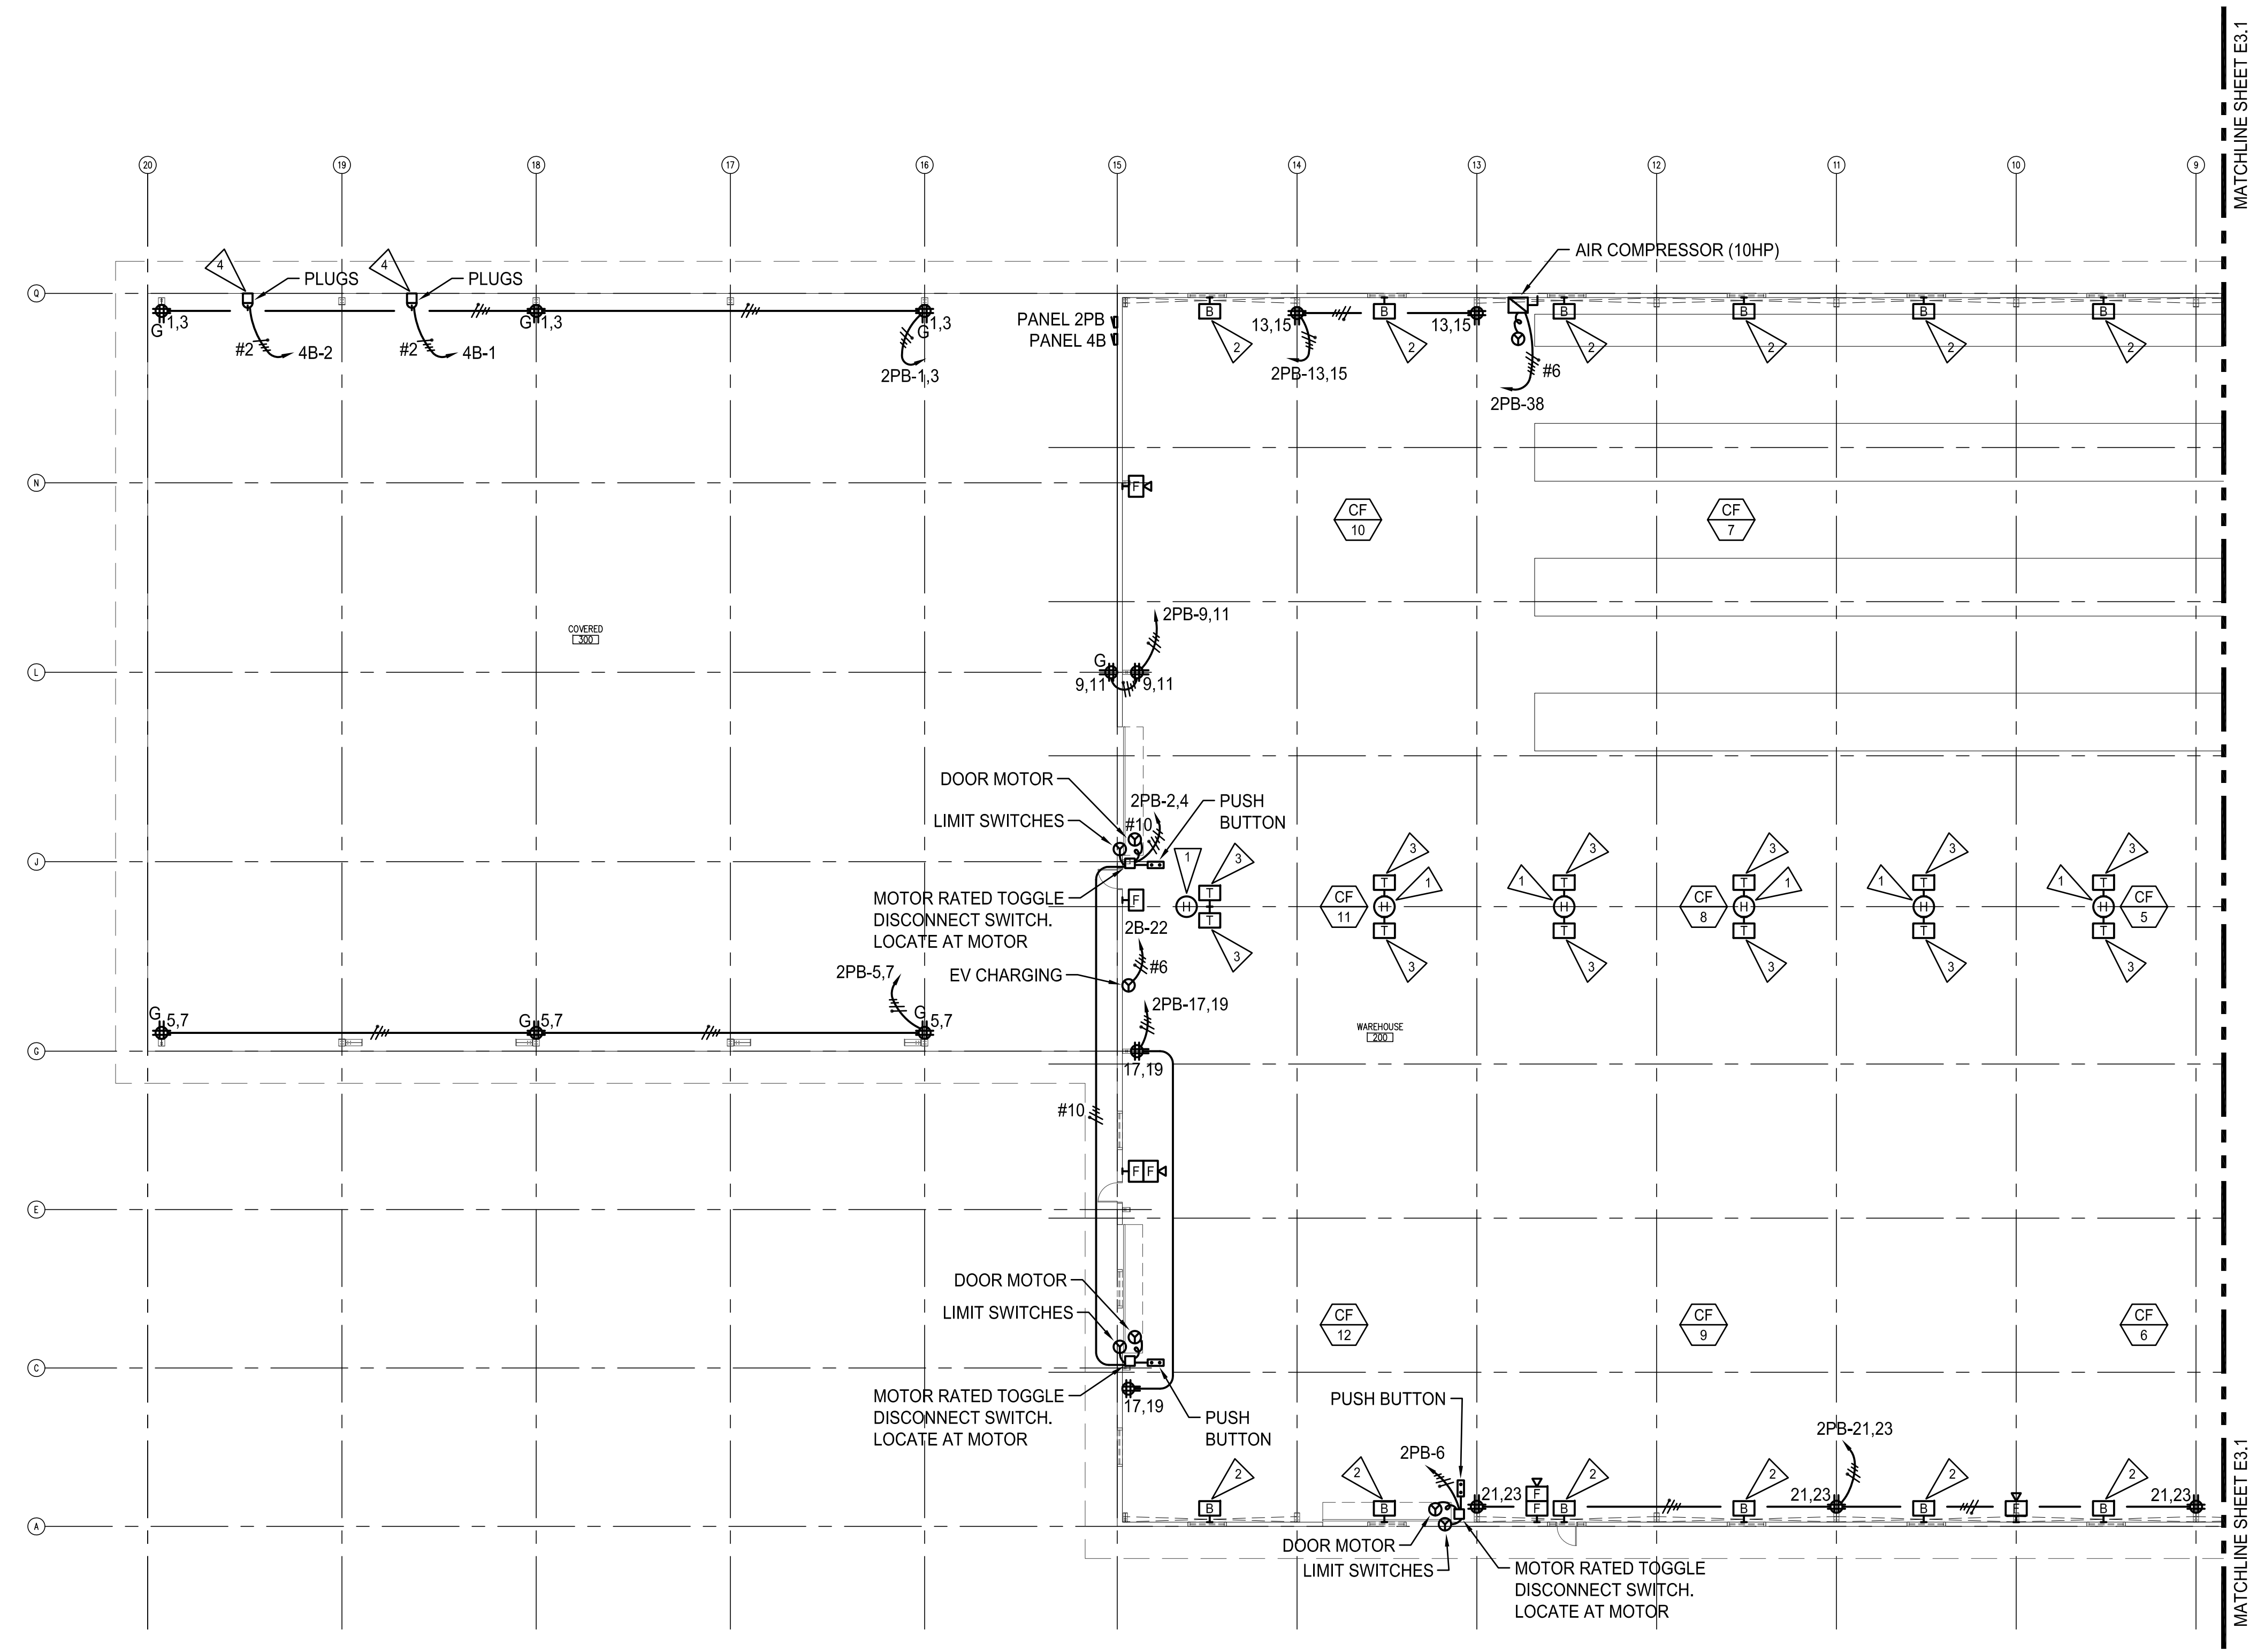 MATCHLINE SHEET E3.1
20 19 18 17 16 15 14 13 12 11 10 9
AIR COMPRESSOR (10HP)
4 PLUGS 4 PLUGS
Q
G 1,3 G 1,3 1,3
G
PANEL 2PB
PANEL 4B
13,15 13,15
B B B B B B
2 2 2 2 2 2
#2 4B-2 #2 4B-1
2PB-1,3
2PB-13,15
#6
2PB-38
N
F
CF
10
CF
7
2PB-9,11
COVERED
300
L
G
9,11 9,11
DOOR MOTOR
2PB-2,4
PUSH
BUTTON
LIMIT SWITCHES
#10
J
1 3 3 3 3 3 3
T T T T T T
1 1 1 1 1
MOTOR RATED TOGGLE
DISCONNECT SWITCH.
LOCATE AT MOTOR
F
H H H H H H
CF
11
CF
8
CF
5
T T T T T T
3 3 3 3 3 3
2B-22
#6
EV CHARGING
2PB-5,7
2PB-17,19
G 5,7 G 5,7 G 5,7
WAREHOUSE
200
G
17,19
#10
F F
E
DOOR MOTOR
LIMIT SWITCHES
CF
12
CF
9
CF
6
C
MOTOR RATED TOGGLE
DISCONNECT SWITCH.
LOCATE AT MOTOR
17,19
PUSH
BUTTON
PUSH BUTTON
2PB-21,23
2PB-6
2 2 2 2 2 2
21,23 21,23 21,23
F
B B F B B B F B
A
DOOR MOTOR
LIMIT SWITCHES
MOTOR RATED TOGGLE
DISCONNECT SWITCH.
LOCATE AT MOTOR
MATCHLINE SHEET E3.1